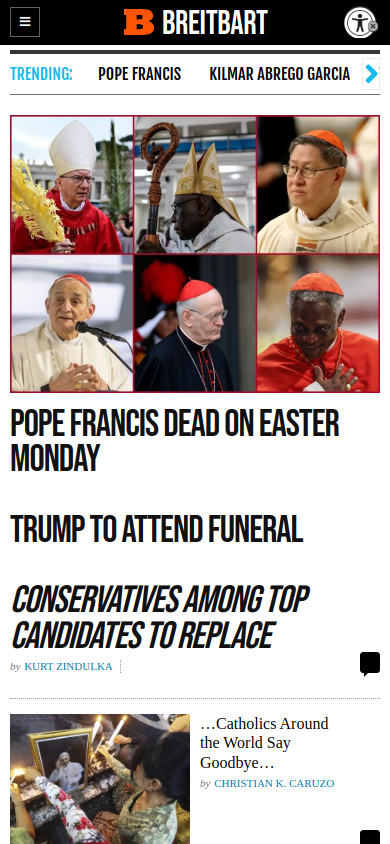 BREITBART
TRENDING:
POPE FRANCIS
KILMAR ABREGO GARCIA
POPE FRANCIS DEAD ON EASTER
MONDAY
TRUMP TO ATTEND FUNERAL
CONSERVATIVES AMONG TOP
CANDIDATES TO REPLACE
by KURT ZINDULKA
…Catholics Around
the World Say
Goodbye…
by CHRISTIAN K. CARUZO